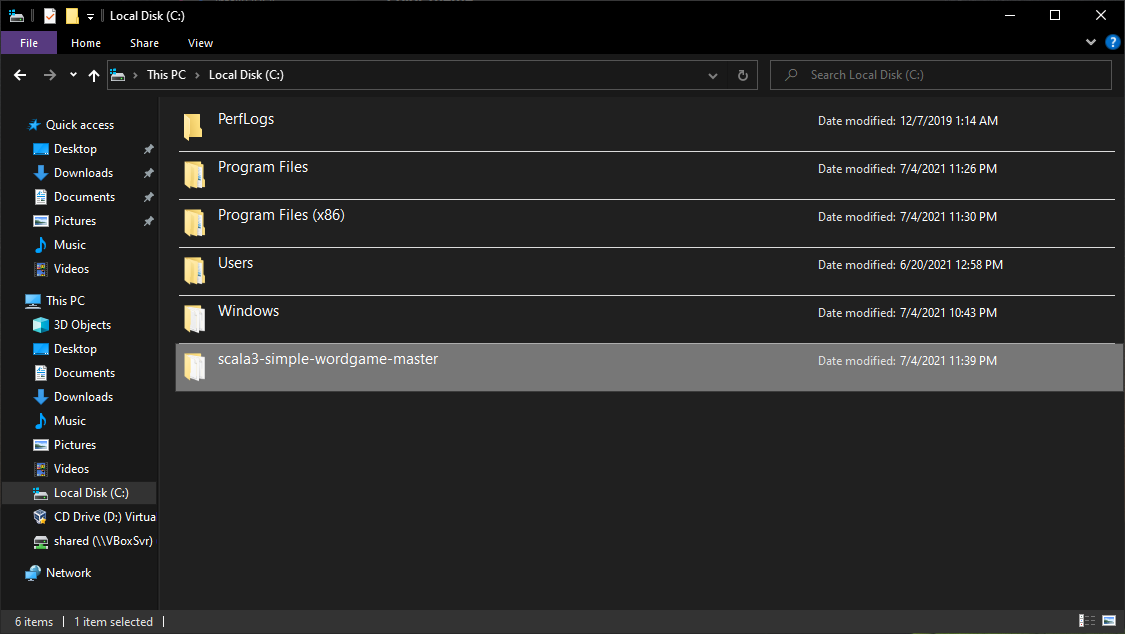 Local Disk (C:)
File Home Share View
This PC Local Disk (C:) Search Local Disk (C:)
Quick access
Desktop
Downloads
Documents
Pictures
Music
Videos
This PC
3D Objects
Desktop
Documents
Downloads
Music
Pictures
Videos
Local Disk (C:)
CD Drive (D:) Virtua
shared (\\VBoxSvr)
Network
PerfLogs Date modified: 12/7/2019 1:14 AM
Program Files Date modified: 7/4/2021 11:26 PM
Program Files (x86) Date modified: 7/4/2021 11:30 PM
Users Date modified: 6/20/2021 12:58 PM
Windows Date modified: 7/4/2021 10:43 PM
scala3-simple-wordgame-master Date modified: 7/4/2021 11:39 PM
6 items 1 item selected